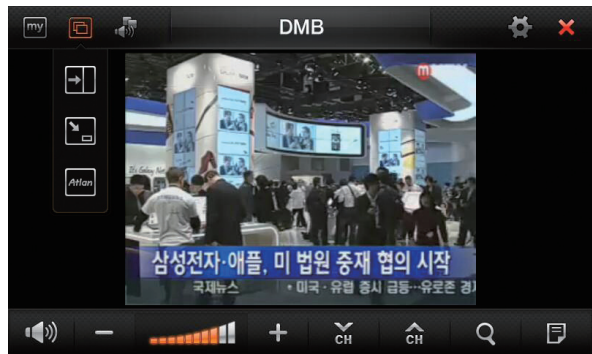 my
DMB
Atlan
삼성전자·애플, 미 법원 중재 협의 시작
국제뉴스
• 미국·유럽 증시 급등…유로존 경제
CH
CH